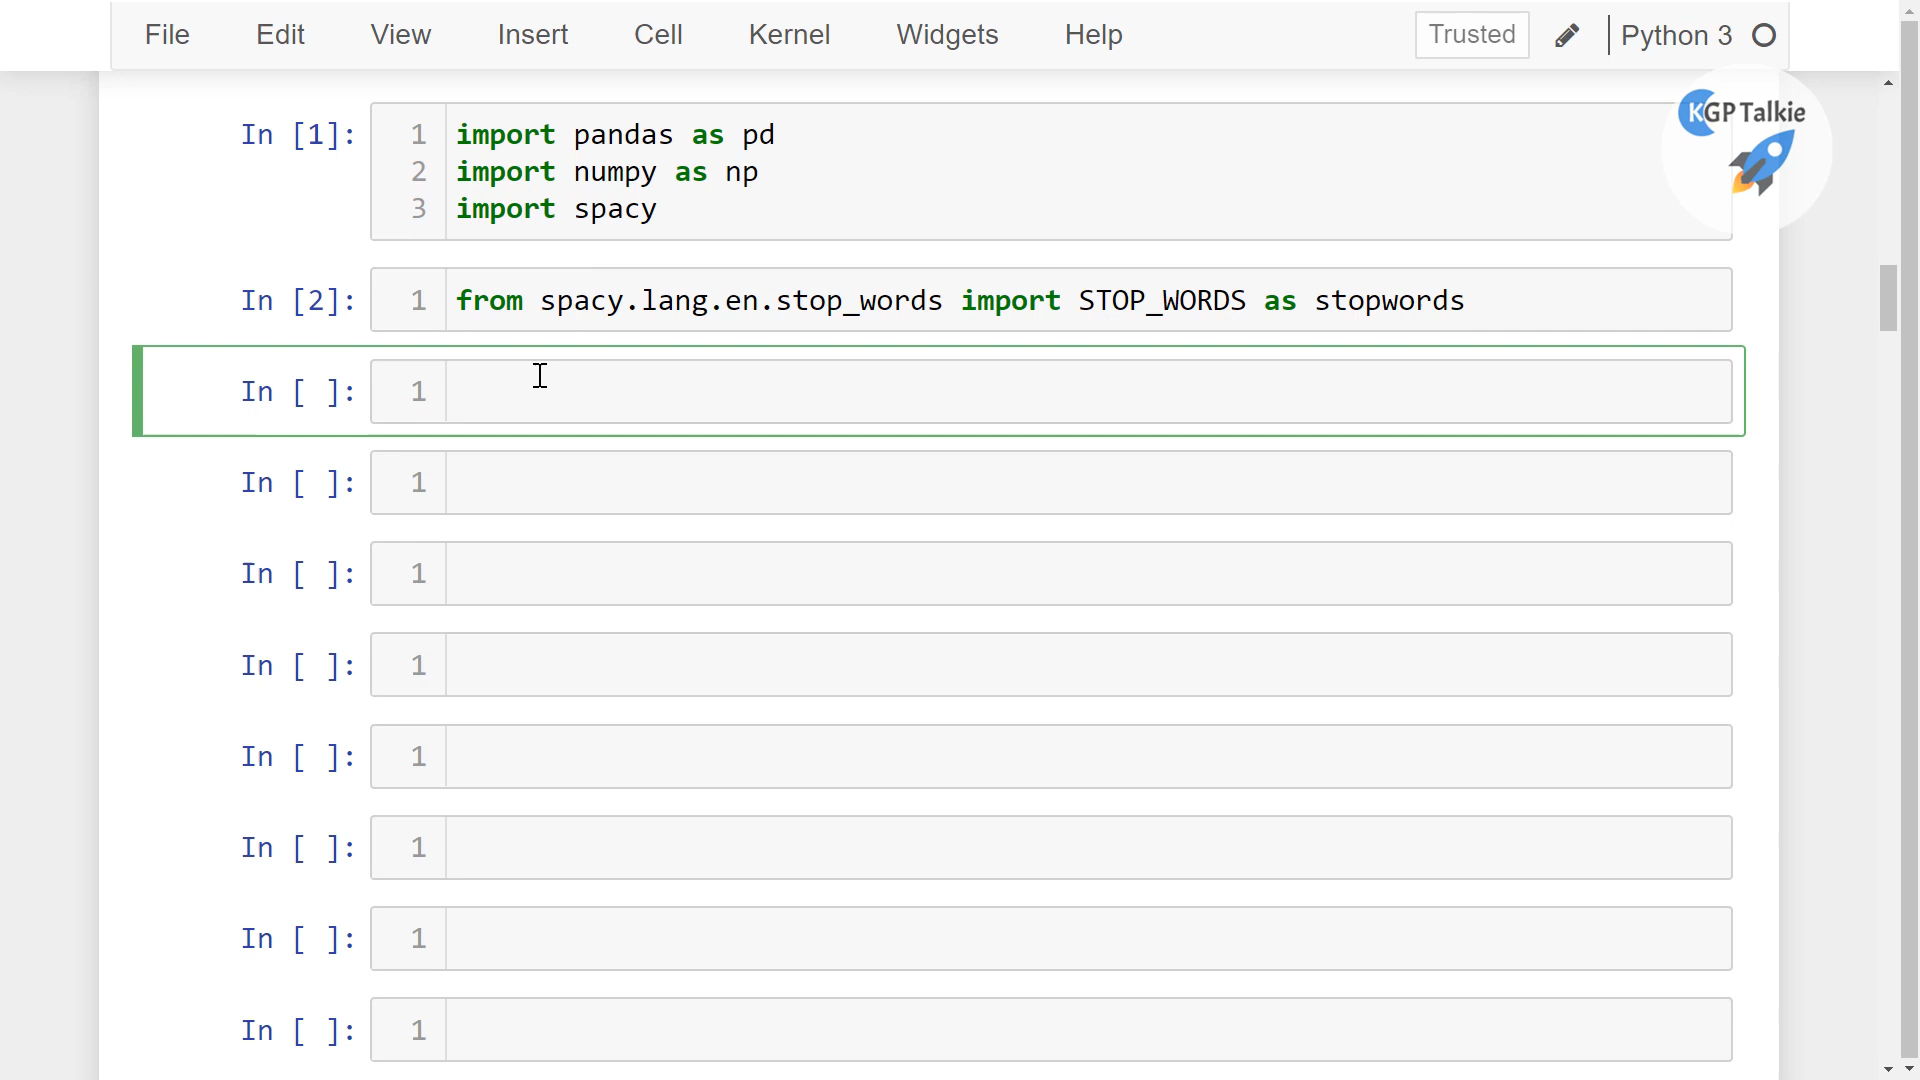 File Edit View Insert Cell Kernel Widgets Help Trusted Python 3
KGP Talkie
In [1]: 1 import pandas as pd
2 import numpy as np
3 import spacy
In [2]: 1 from spacy.lang.en.stop_words import STOP_WORDS as stopwords
In [ ]: 1
In [ ]: 1
In [ ]: 1
In [ ]: 1
In [ ]: 1
In [ ]: 1
In [ ]: 1
In [ ]: 1